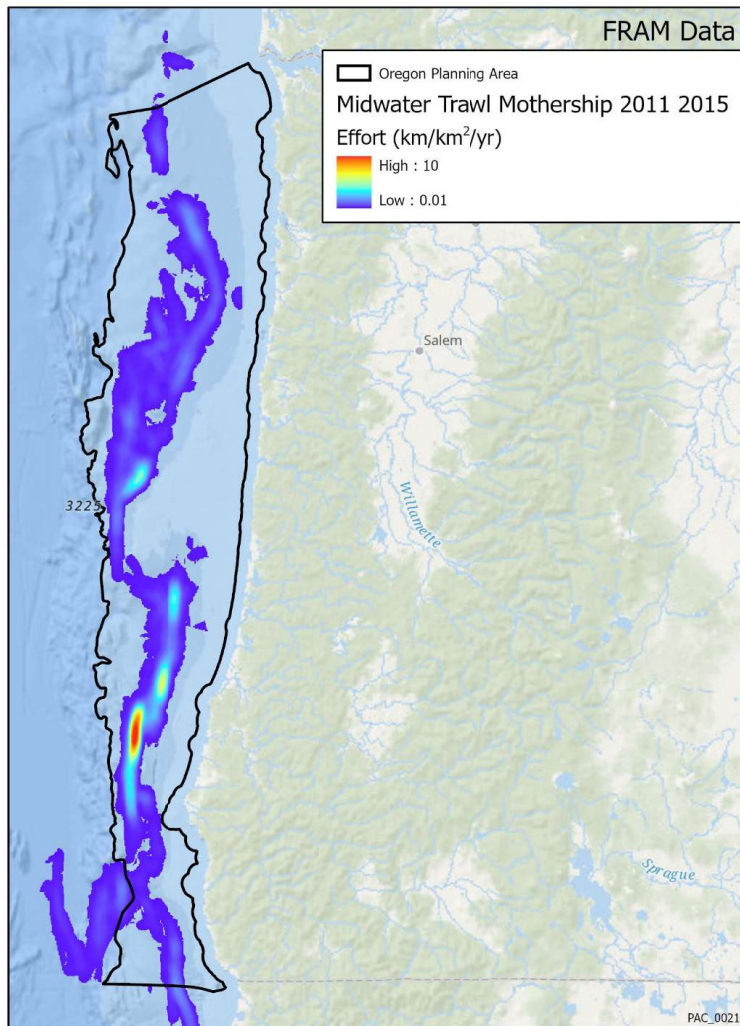 FRAM Data
Oregon Planning Area
Midwater Trawl Mothership 2011 2015
Effort (km/km²/yr)
High : 10
Low : 0.01
Salem
3225
Willamette
Sprague
PAC_0021